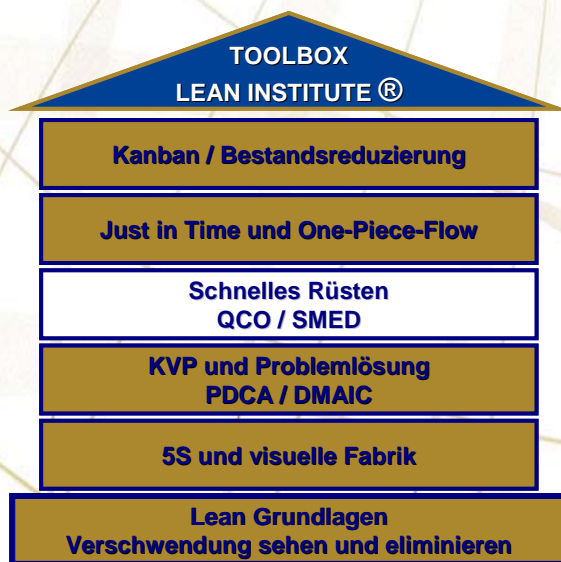 TOOLBOX
LEAN INSTITUTE ®
Kanban / Bestandsreduzierung
Just in Time und One-Piece-Flow
Schnelles Rüsten
QCO / SMED
KVP und Problemlösung
PDCA / DMAIC
5S und visuelle Fabrik
Lean Grundlagen
Verschwendung sehen und eliminieren